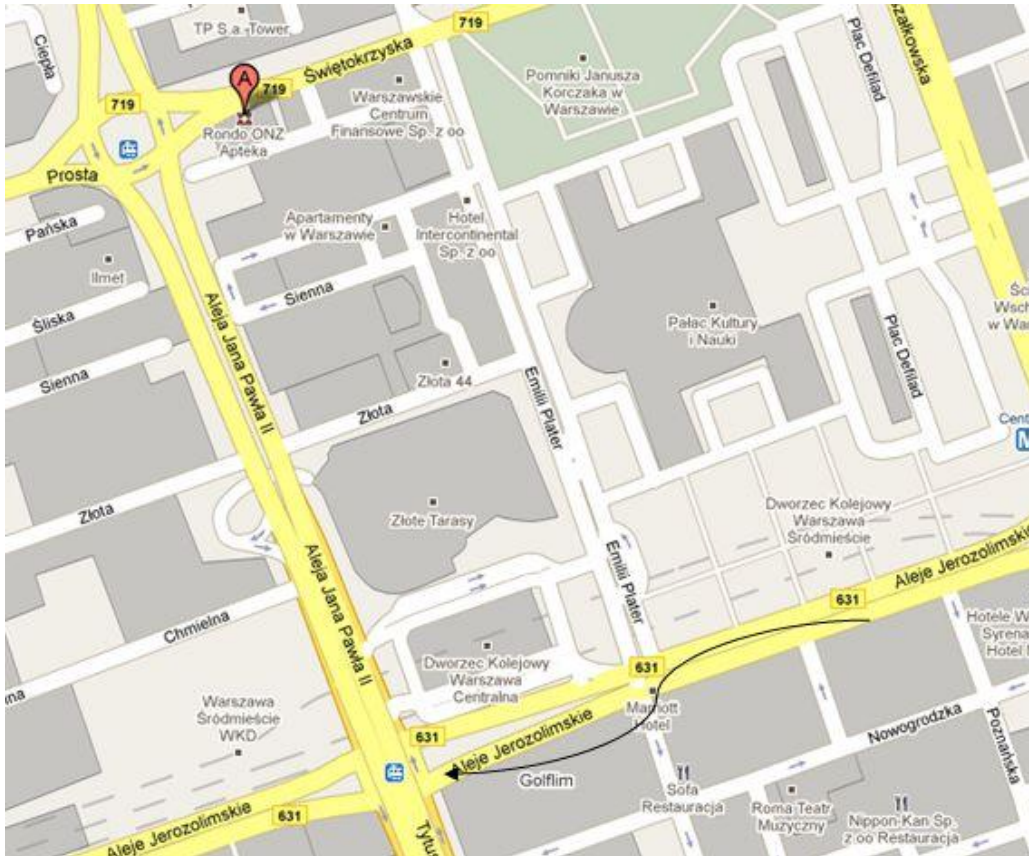 TP S.a. Tower
719
Ciepła
Świętokrzyska
Plac Defilad
Pomniki Janusza
Korczaka w
Warszawie
A
719
719
Warszawskie
Centrum
Finansowe Sp. z oo
Rondo ONZ
Apteka
Prosta
Pańska
Apartamenty
w Warszawie
Hotel
Intercontinental
Sp. z oo
Ilmet
Sienna
Śliska
Aleja Jana Pawła II
Pałac Kultury
i Nauki
Plac Defilad
Sienna
Złota 44
Emilii Plater
Złota
Złota
Złote Tarasy
Dworzec Kolejowy
Warszawa
Śródmieście
Aleja Jana Pawła II
Emilii Plater
Aleje Jerozolimskie
631
Chmielna
Dworzec Kolejowy
Warszawa
Centralna
631
Marriott
Hotel
Warszawa
Śródmieście
WKD
631
Aleje Jerozolimskie
Nowogrodzka
Poznańska
Golflim
Sofa
Restauracja
Roma Teatr
Muzyczny
Nippon-Kan Sp.
z oo Restauracja
Aleje Jerozolimskie
631